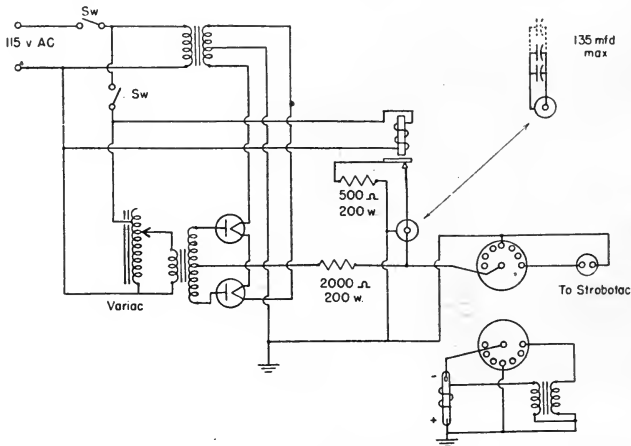 Sw
115 v AC
Sw
135 mfd
max
500 Ω
200 w.
2000 Ω
200 w.
Variac
To Strobotac
-
+